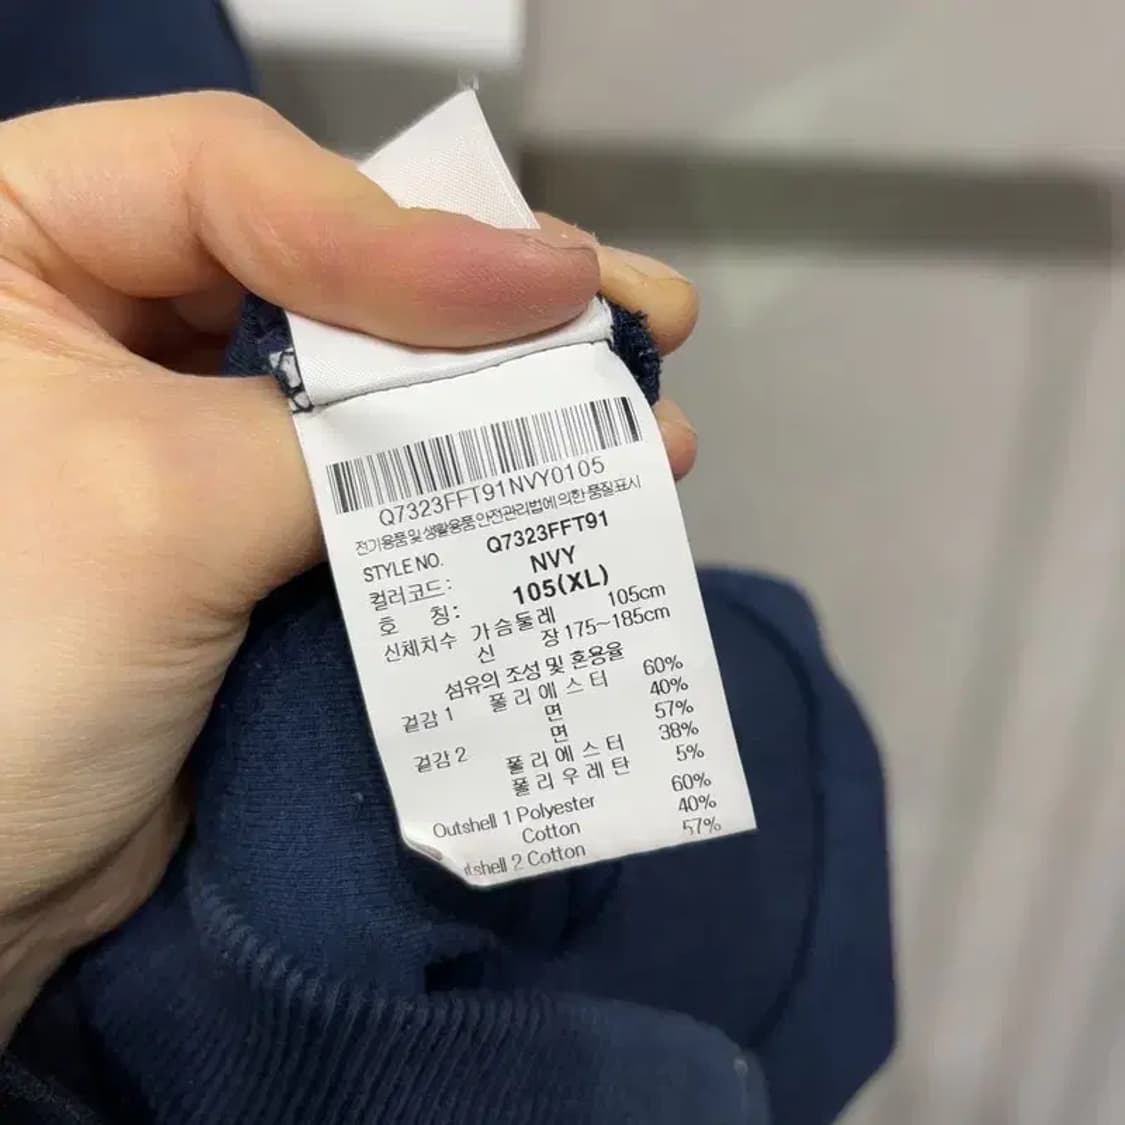 Q7323FFT91NVY0105
전기용품및 생활용품 안전관리법에 의한 품질표시
STYLE NO. Q7323FFT91
컬러코드: NVY
호 칭: 105(XL)
신체치수 가슴둘레 105cm
신 장 175~185cm
섬유의 조성 및 혼용율
겉감 1 폴리에스터 60%
면 40%
겉감 2 면 57%
폴리에스터 38%
폴리우레탄 5%
Outshell 1 Polyester 60%
Cotton 40%
tshell 2 Cotton 57%